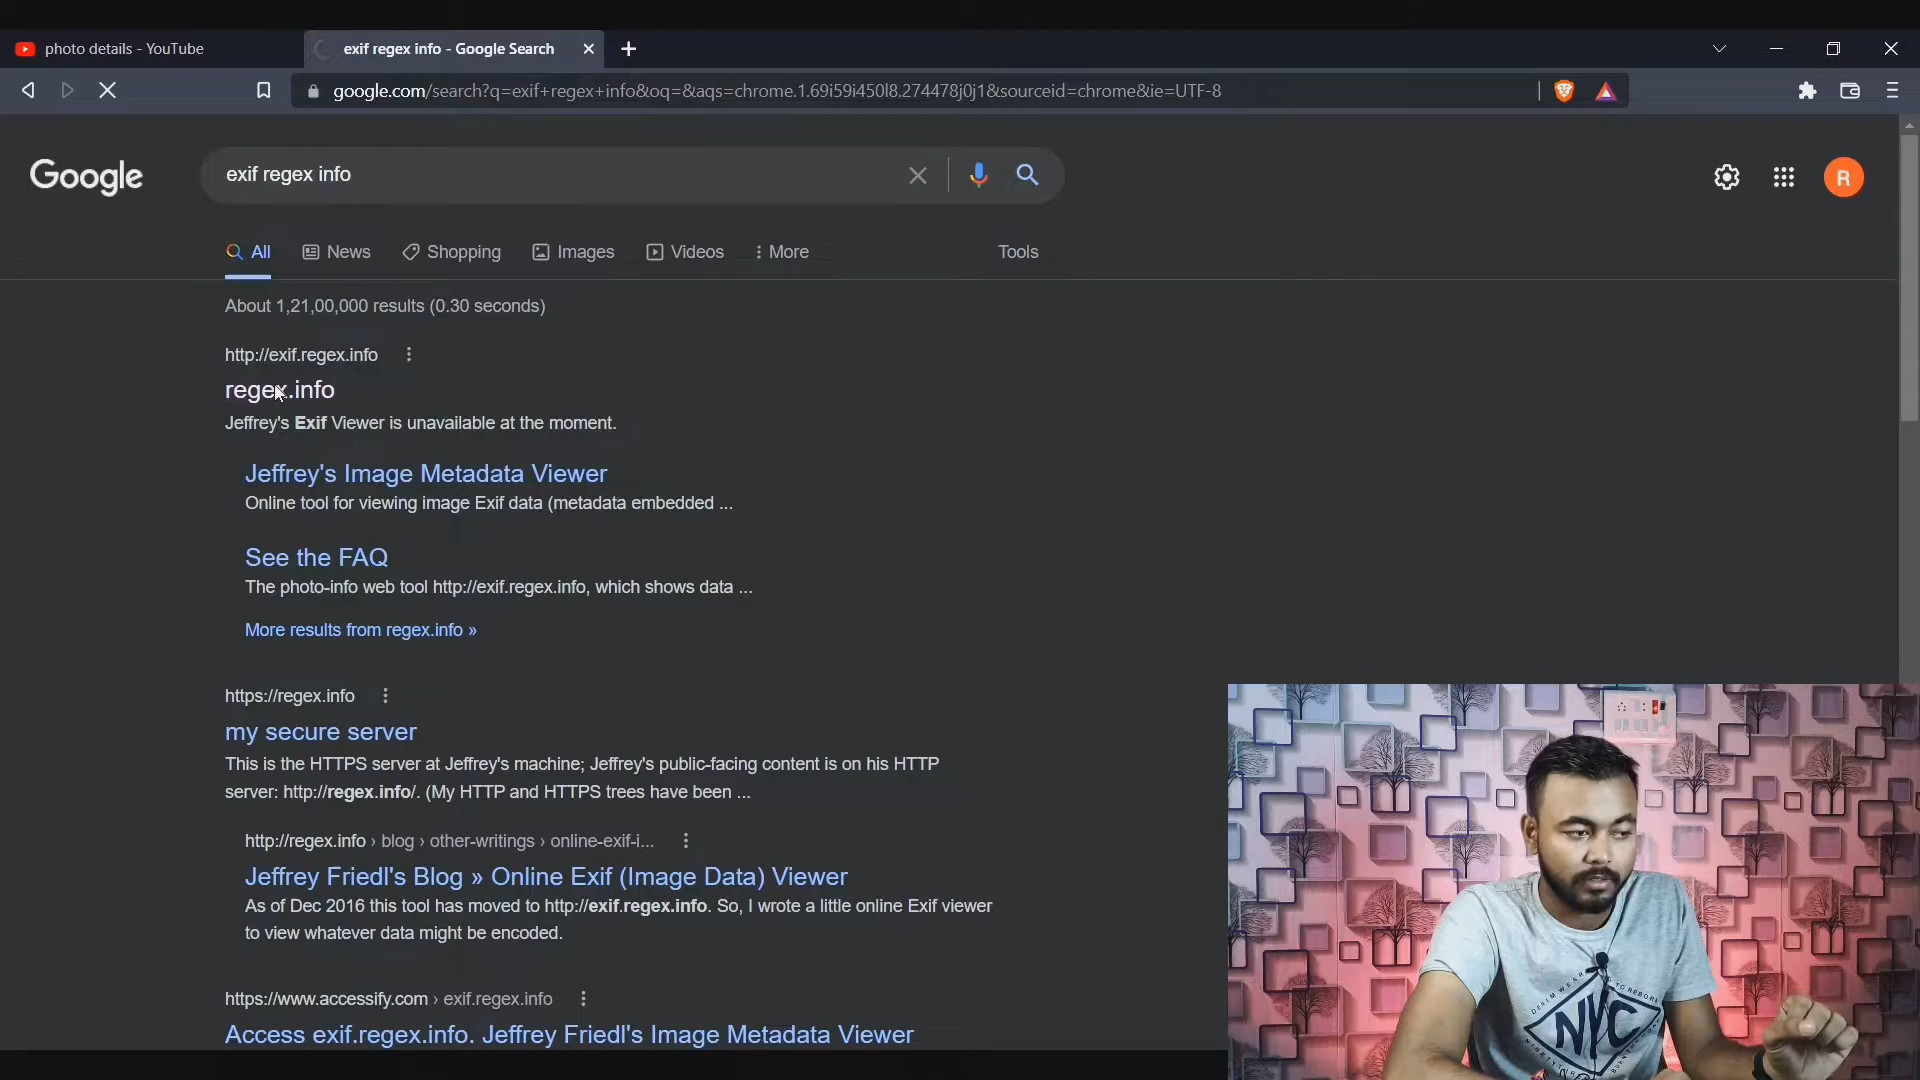 photo details - YouTube
exif regex info - Google Search
google.com/search?q=exif+regex+info&oq=&aqs=chrome.1.69i59i450l8.274478j0j1&sourceid=chrome&ie=UTF-8
Google
exif regex info
R
All
News
Shopping
Images
Videos
More
Tools
About 1,21,00,000 results (0.30 seconds)
http://exif.regex.info
regex.info
Jeffrey's Exif Viewer is unavailable at the moment.
Jeffrey's Image Metadata Viewer
Online tool for viewing image Exif data (metadata embedded ...
See the FAQ
The photo-info web tool http://exif.regex.info, which shows data ...
More results from regex.info »
https://regex.info
my secure server
This is the HTTPS server at Jeffrey's machine; Jeffrey's public-facing content is on his HTTP
server: http://regex.info/. (My HTTP and HTTPS trees have been ...
http://regex.info › blog › other-writings › online-exif-i...
Jeffrey Friedl's Blog » Online Exif (Image Data) Viewer
As of Dec 2016 this tool has moved to http://exif.regex.info. So, I wrote a little online Exif viewer
to view whatever data might be encoded.
https://www.accessify.com › exif.regex.info
Access exif.regex.info. Jeffrey Friedl's Image Metadata Viewer
NYC